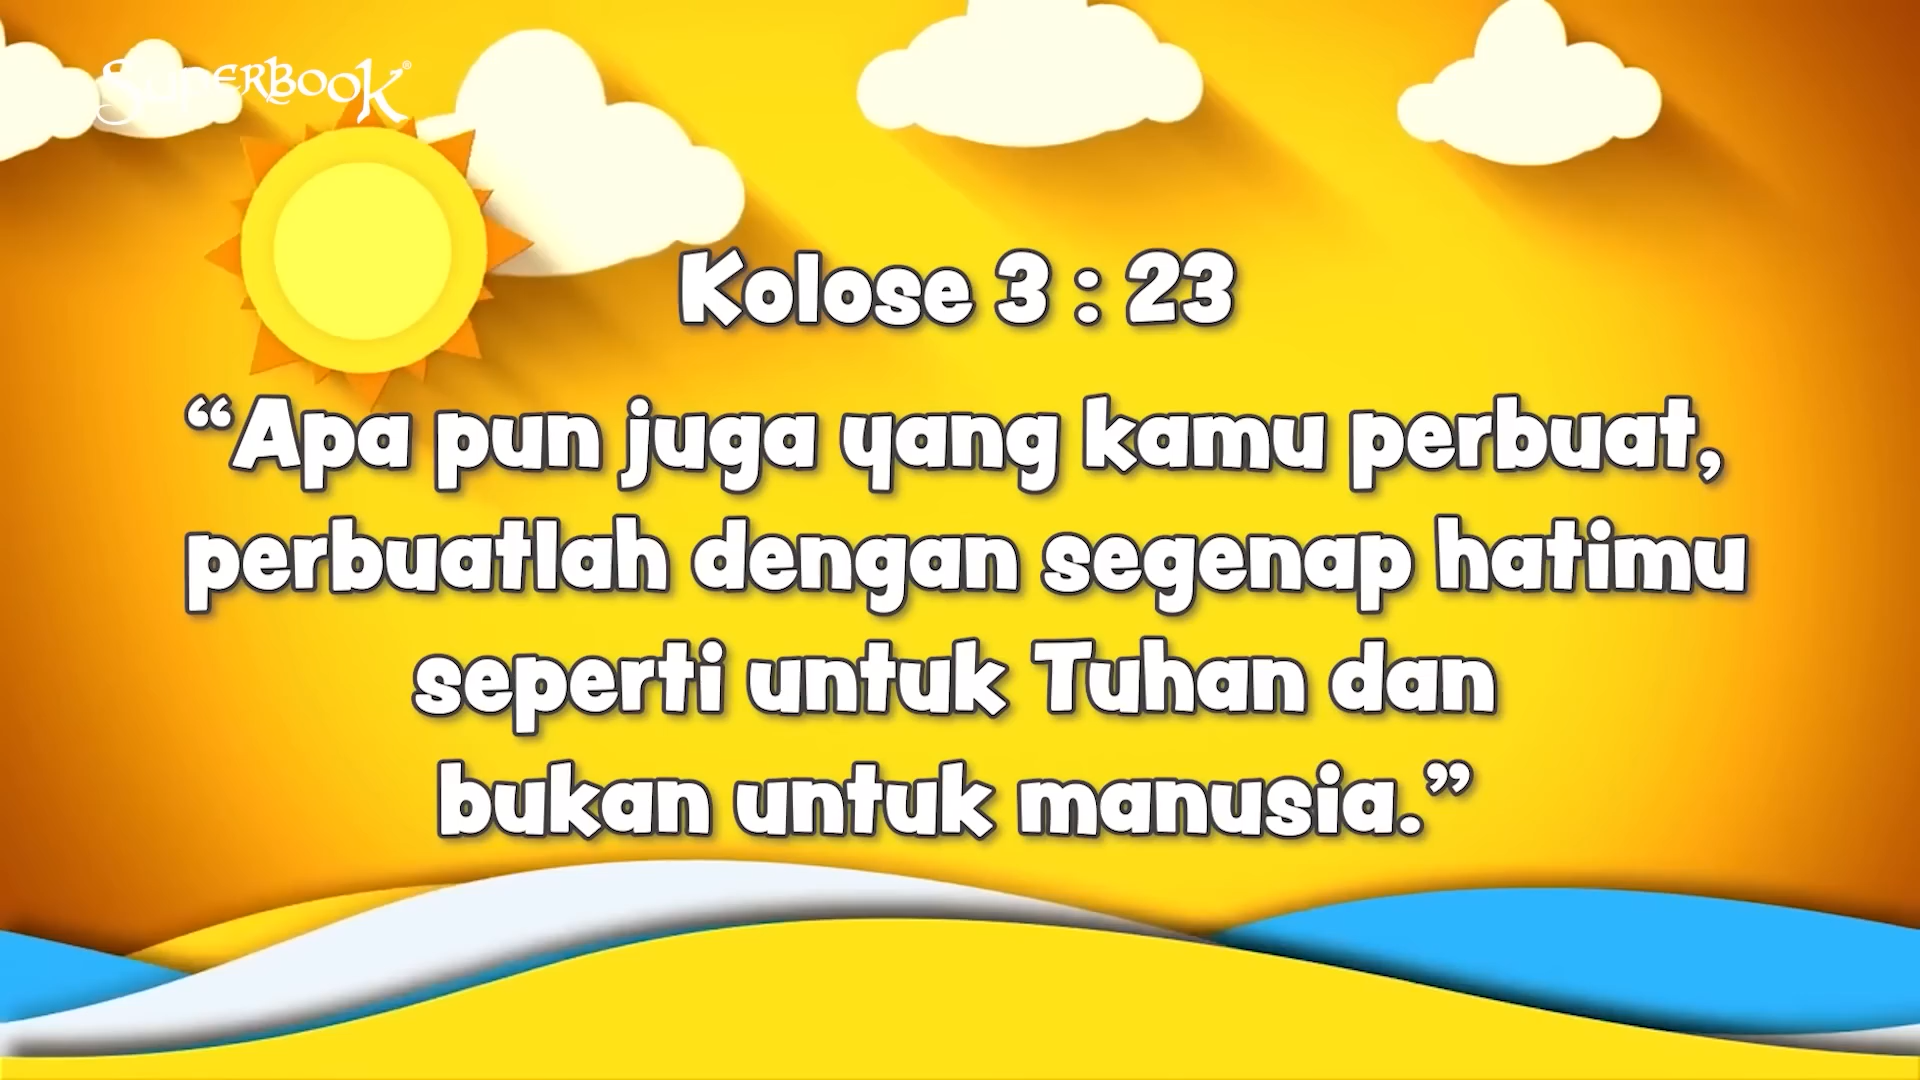 SUPERBOOK®
Kolose 3 : 23
“Apa pun juga yang kamu perbuat,
perbuatlah dengan segenap hatimu
seperti untuk Tuhan dan
bukan untuk manusia.”